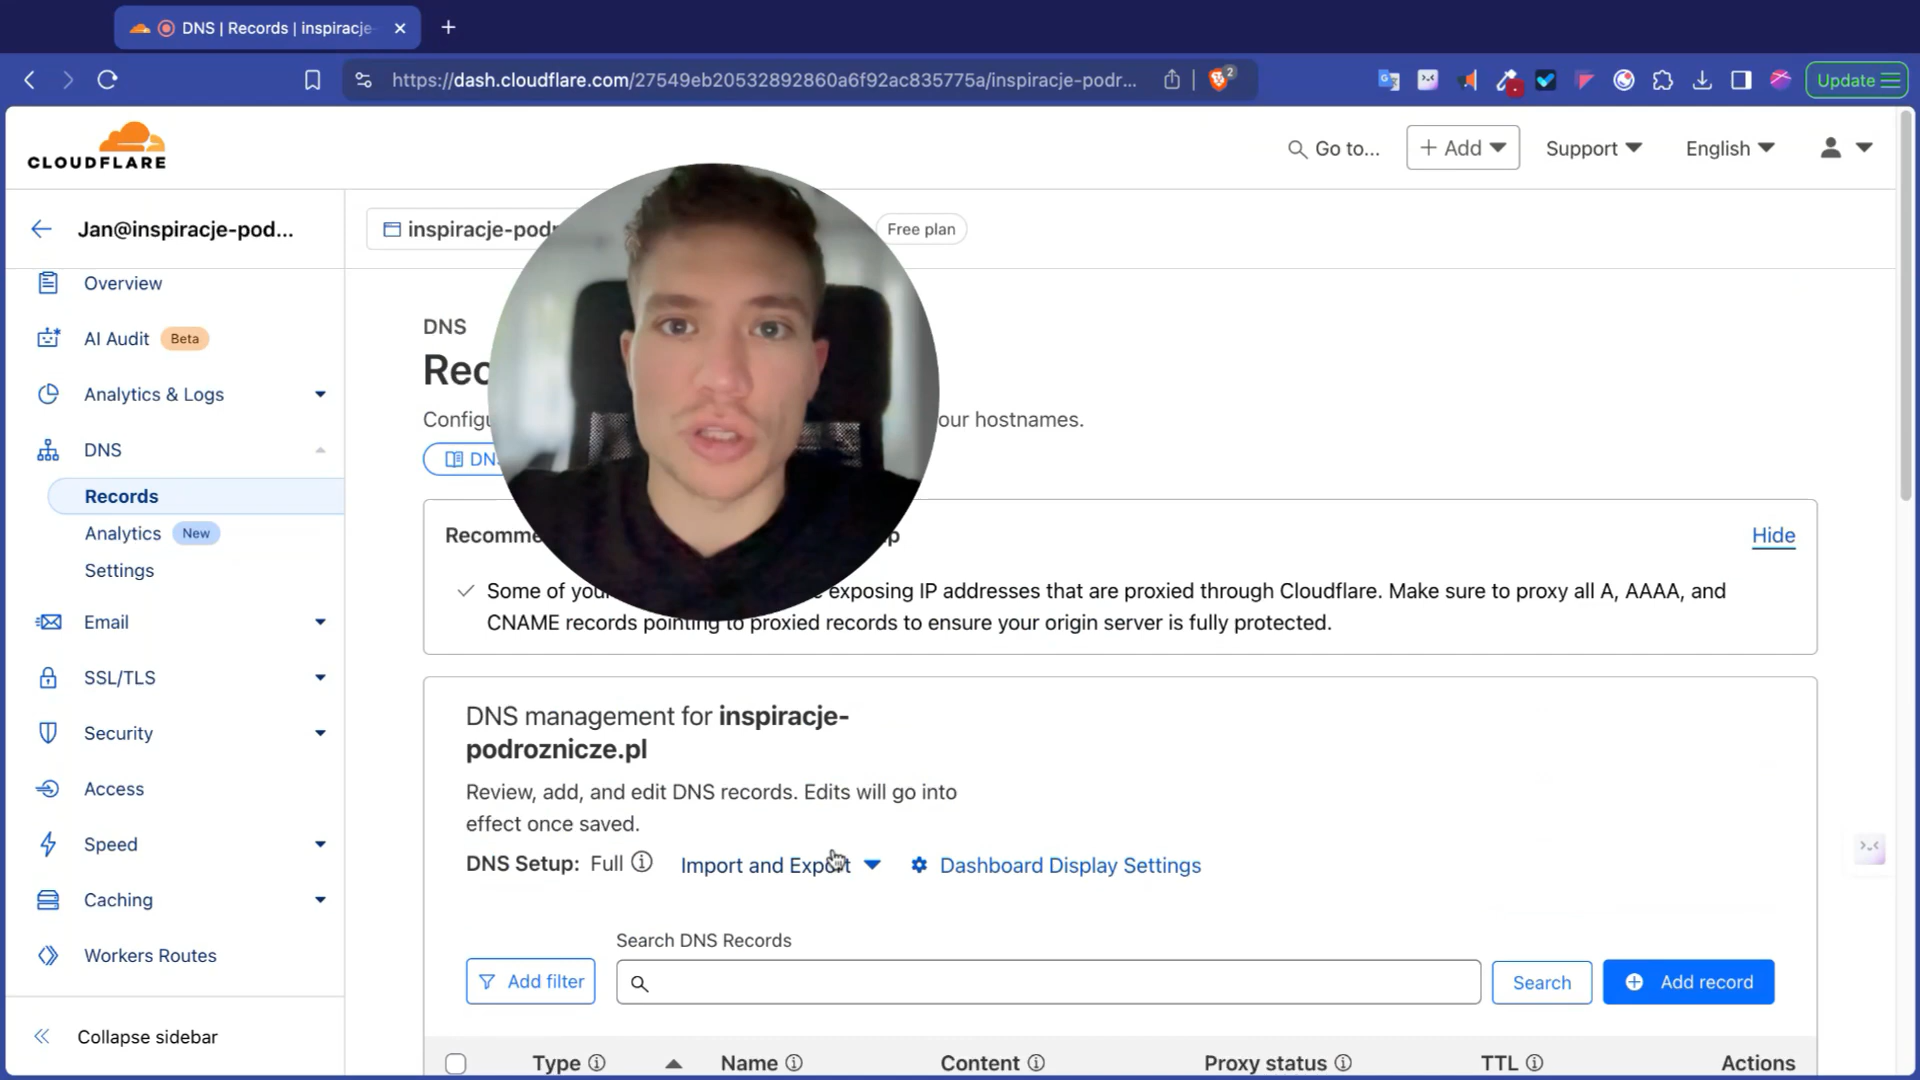 DNS | Records | inspiracje-
https://dash.cloudflare.com/27549eb20532892860a6f92ac835775a/inspiracje-podr...
2
Update
CLOUDFLARE
Go to...
Add
Support
English
Jan@inspiracje-pod...
inspiracje-pod
Free plan
Overview
AI Audit Beta
Analytics & Logs
DNS
Records
Analytics New
Settings
Email
SSL/TLS
Security
Access
Speed
Caching
Workers Routes
Collapse sidebar
DNS
Rec
Config our hostnames.
DNS
Recomme p Hide
Some of you exposing IP addresses that are proxied through Cloudflare. Make sure to proxy all A, AAAA, and
CNAME records pointing to proxied records to ensure your origin server is fully protected.
DNS management for inspiracje-
podroznicze.pl
Review, add, and edit DNS records. Edits will go into
effect once saved.
DNS Setup: Full Import and Export Dashboard Display Settings
Search DNS Records
Add filter Search Add record
Type Name Content Proxy status TTL Actions